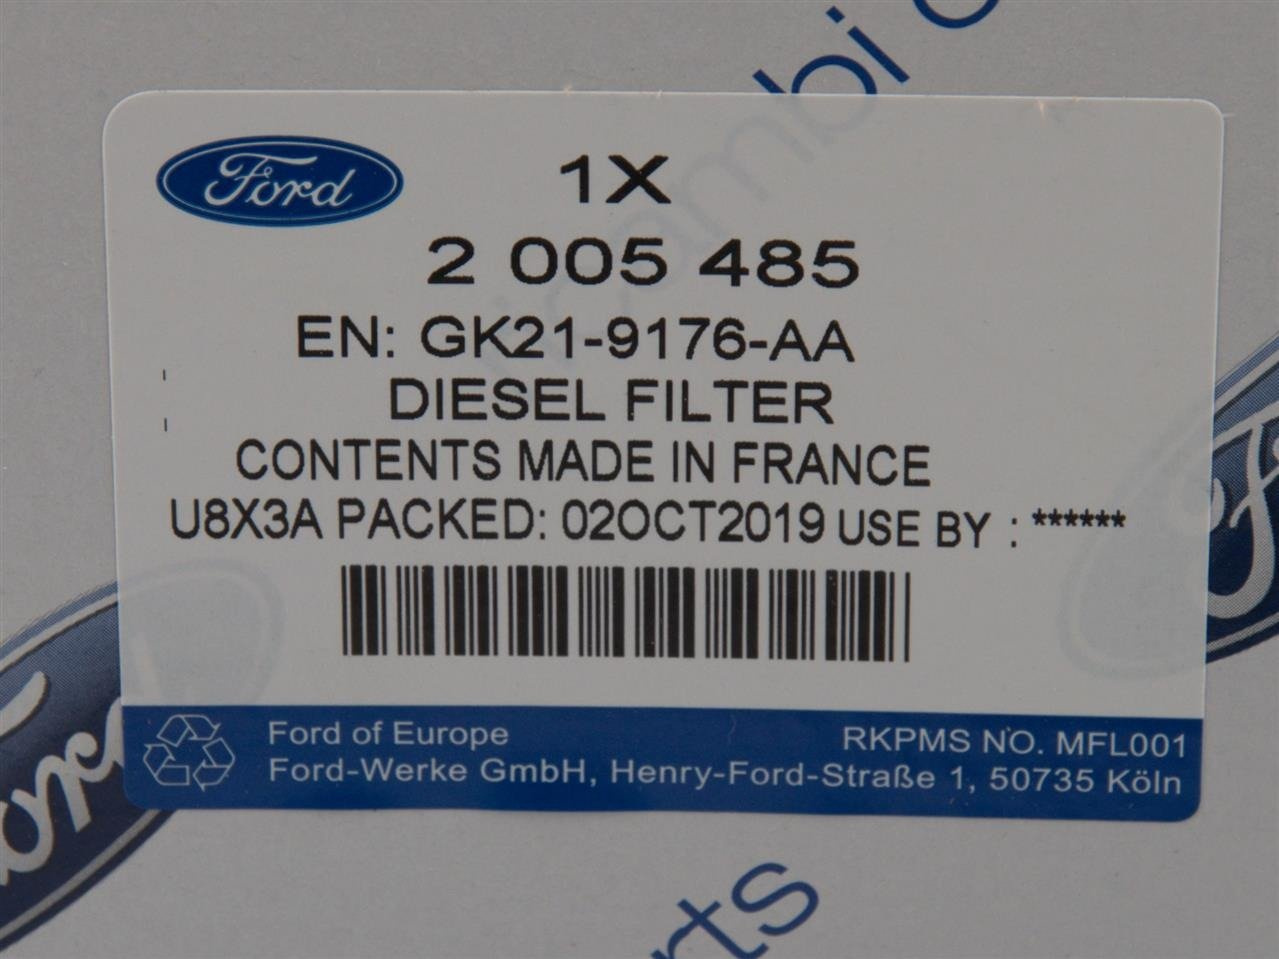 icambi
Ford
1X
2 005 485
EN: GK21-9176-AA
DIESEL FILTER
CONTENTS MADE IN FRANCE
U8X3A PACKED: 02OCT2019 USE BY : ******
Ford of Europe
RKPMS NO. MFL001
Ford-Werke GmbH, Henry-Ford-Straße 1, 50735 Köln